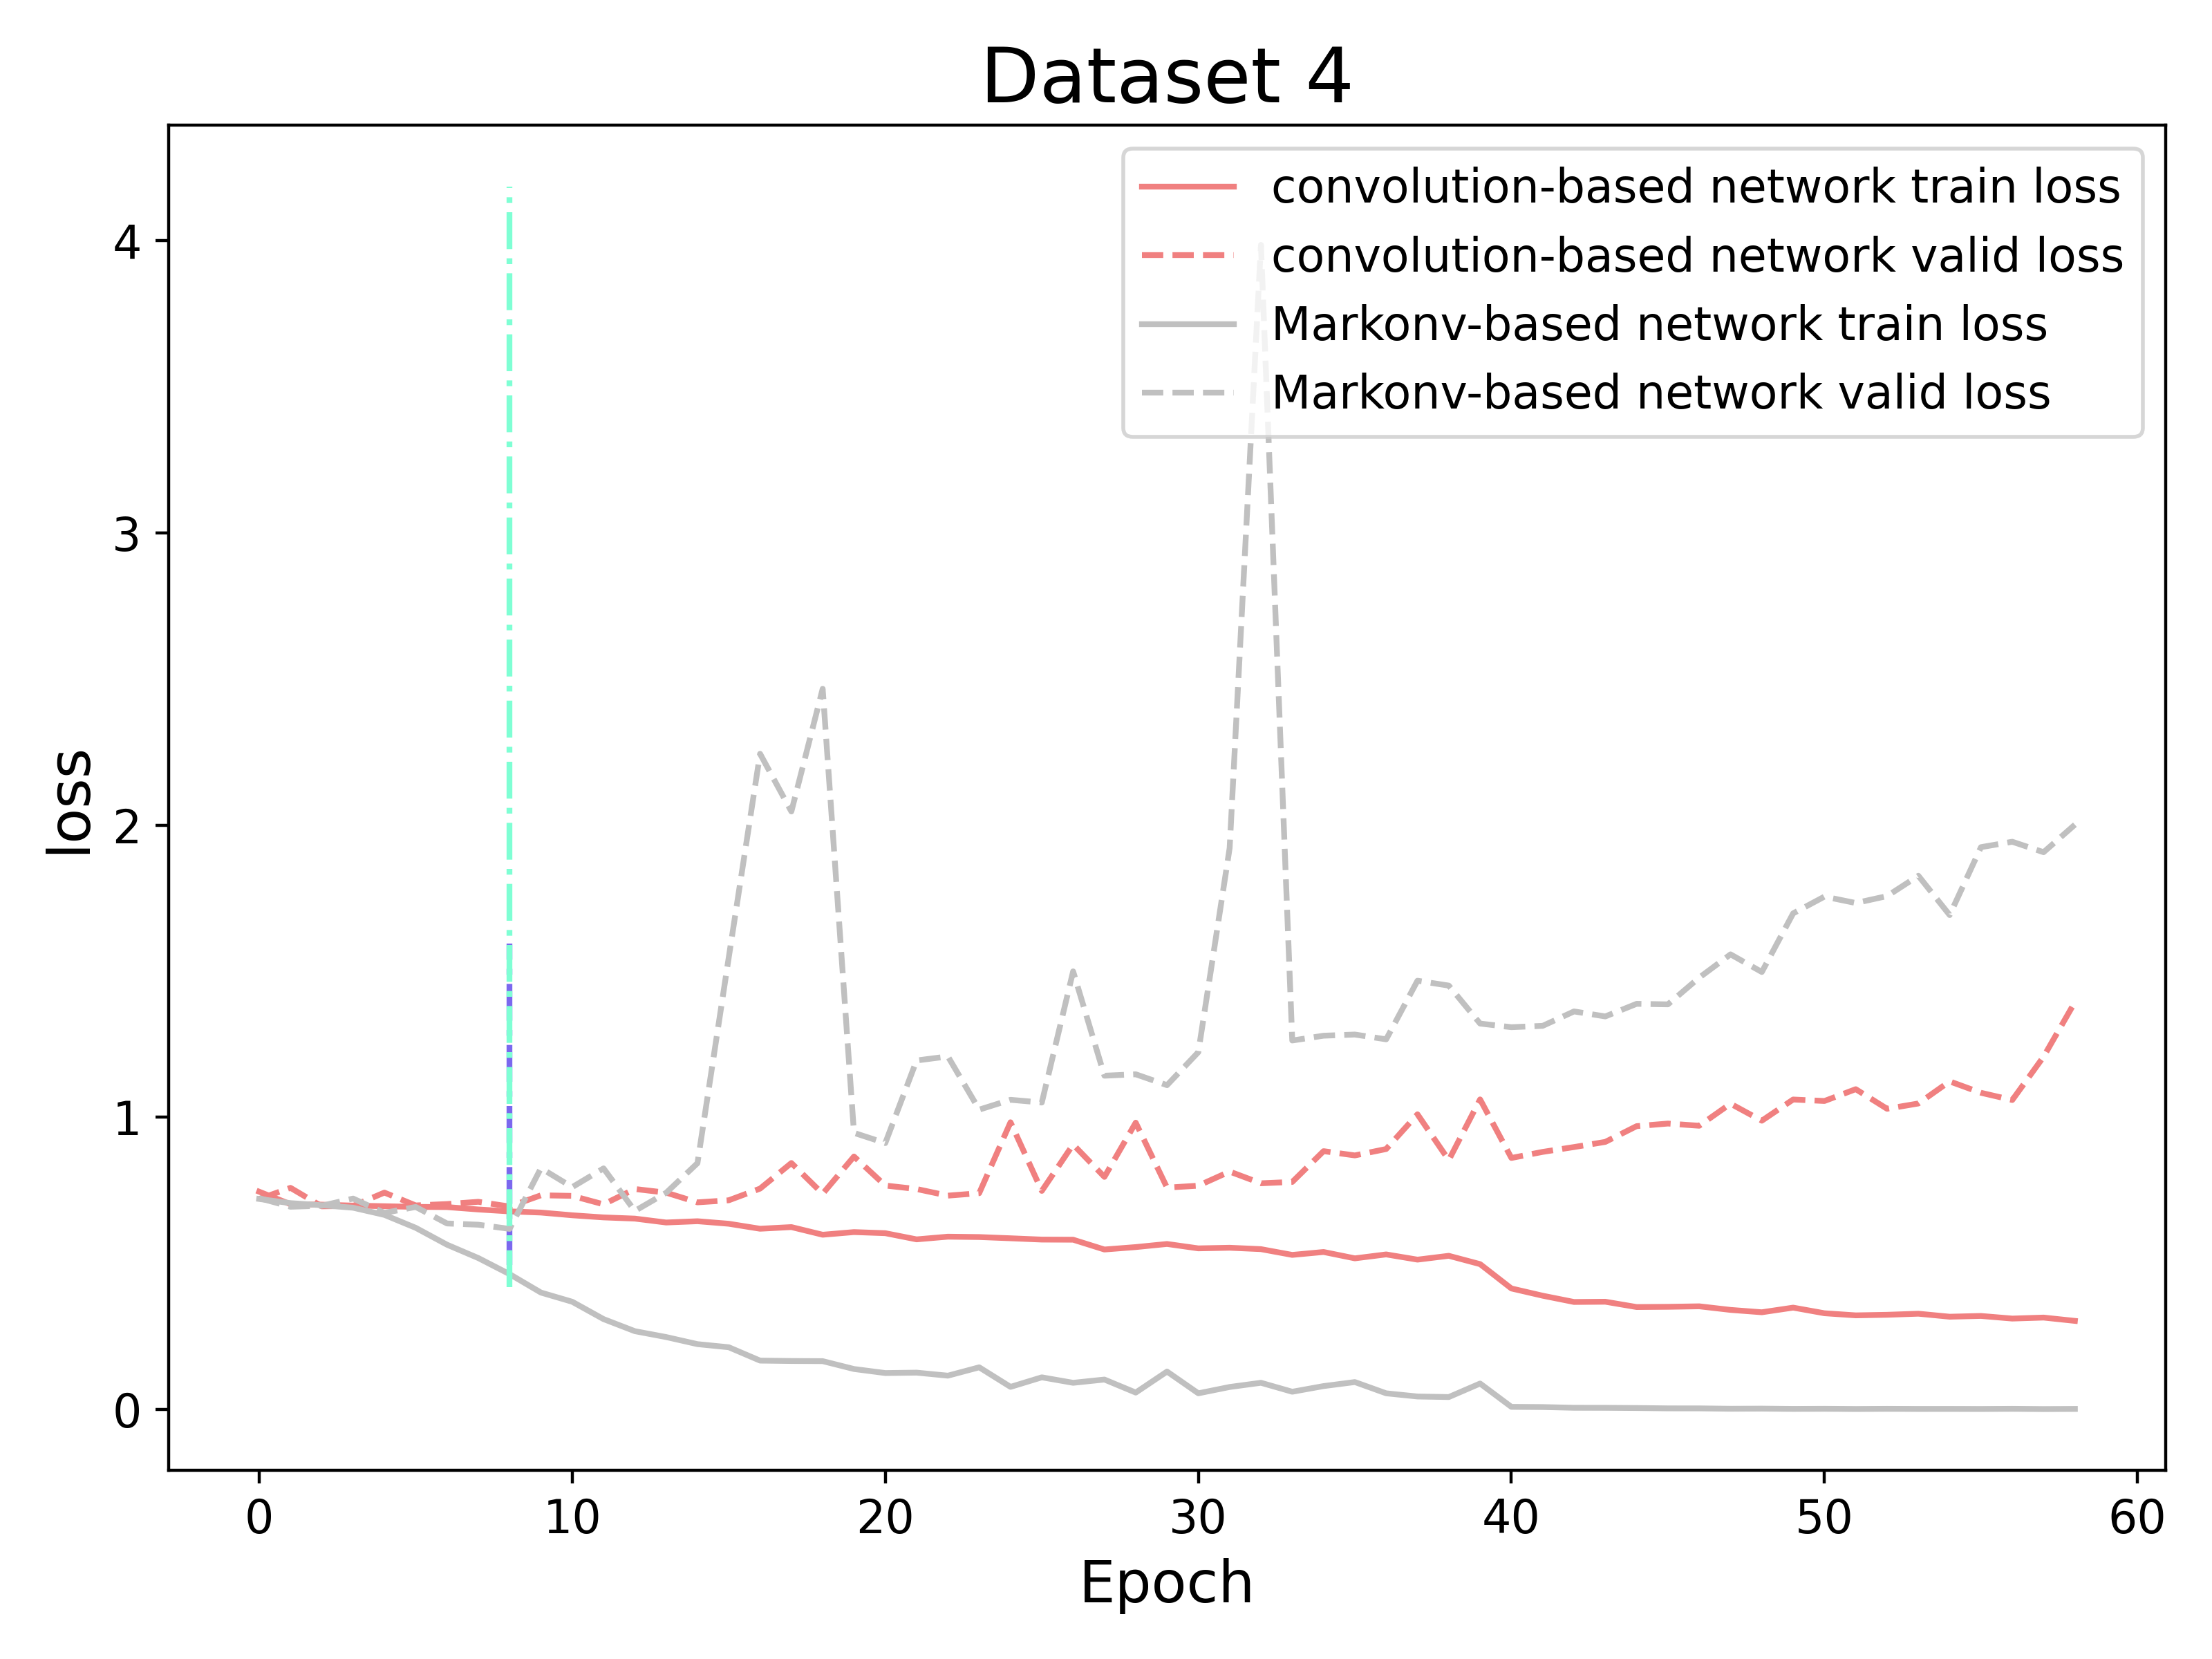 Dataset 4
convolution-based network train loss
convolution-based network valid loss
Markonv-based network train loss
Markonv-based network valid loss
loss
4
3
2
1
0
0 10 20 30 40 50 60
Epoch